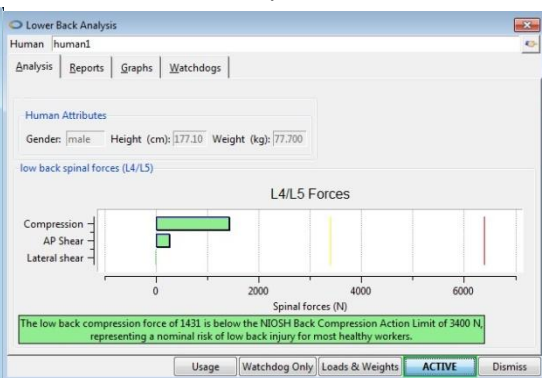 Lower Back Analysis
Human human1
Analysis Reports Graphs Watchdogs
Human Attributes
Gender: male Height (cm): 177.10 Weight (kg): 77.700
low back spinal forces (L4/L5)
L4/L5 Forces
Compression
AP Shear
Lateral shear
0 2000 4000 6000
Spinal forces (N)
The low back compression force of 1431 is below the NIOSH Back Compression Action Limit of 3400 N,
representing a nominal risk of low back injury for most healthy workers.
Usage Watchdog Only Loads & Weights ACTIVE Dismiss